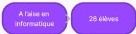 A l'aise en
informatique
28 élèves